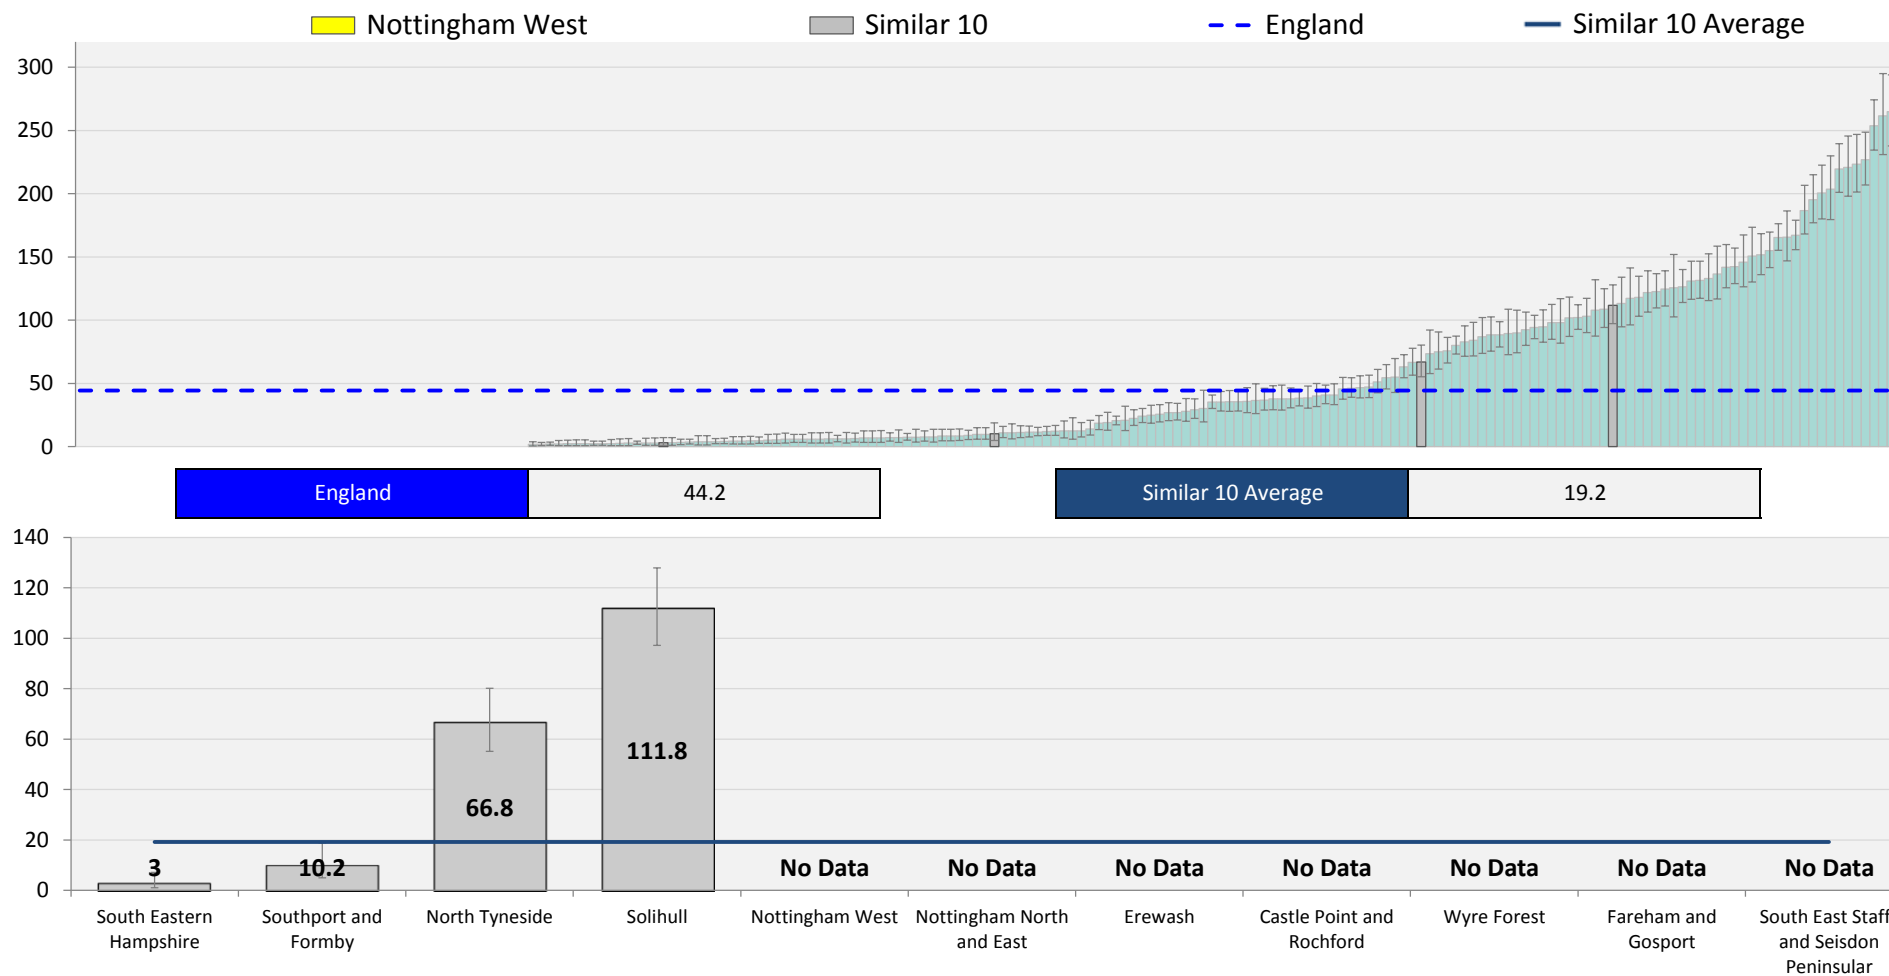 Nottingham West
Similar 10
England
Similar 10 Average
300
250
200
150
100
50
0
England
44.2
Similar 10 Average
19.2
140
120
100
80
60
40
20
0
3
10.2
66.8
111.8
No Data
No Data
No Data
No Data
No Data
No Data
No Data
South Eastern
Hampshire
Southport and
Formby
North Tyneside
Solihull
Nottingham West
Nottingham North
and East
Erewash
Castle Point and
Rochford
Wyre Forest
Fareham and
Gosport
South East Staff
and Seisdon
Peninsular